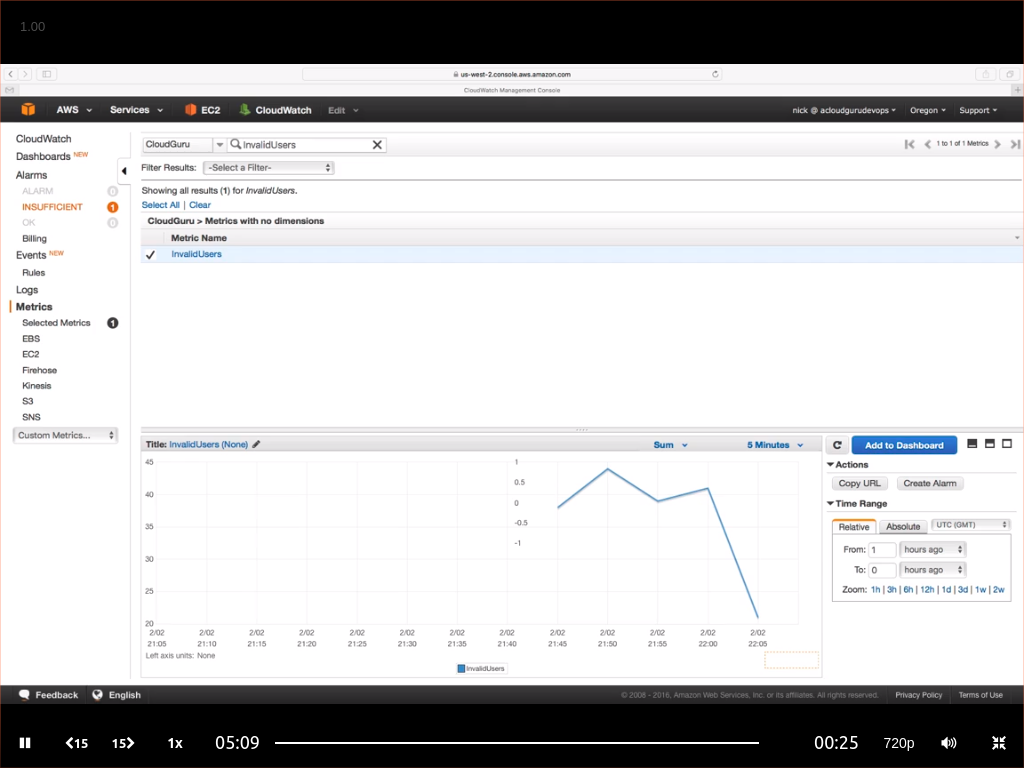 1.00
us-west-2.console.aws.amazon.com
CloudWatch Management Console
AWS Services EC2 CloudWatch Edit nick @ acloudgurudevops Oregon Support
CloudWatch
Dashboards NEW
Alarms
ALARM 0
INSUFFICIENT 1
OK 0
Billing
Events NEW
Rules
Logs
Metrics
Selected Metrics 1
EBS
EC2
Firehose
Kinesis
S3
SNS
Custom Metrics...
CloudGuru InvalidUsers 1 to 1 of 1 Metrics
Filter Results: -Select a Filter-
Showing all results (1) for InvalidUsers.
Select All | Clear
CloudGuru > Metrics with no dimensions
Metric Name
InvalidUsers
Title: InvalidUsers (None) Sum 5 Minutes
45
40
35
30
25
20
1
0.5
0
-0.5
-1
2/02 2/02 2/02 2/02 2/02 2/02 2/02 2/02 2/02 2/02 2/02 2/02 2/02
21:05 21:10 21:15 21:20 21:25 21:30 21:35 21:40 21:45 21:50 21:55 22:00 22:05
Left axis units: None
InvalidUsers
Add to Dashboard
Actions
Copy URL Create Alarm
Time Range
Relative Absolute UTC (GMT)
From: 1 hours ago
To: 0 hours ago
Zoom: 1h | 3h | 6h | 12h | 1d | 3d | 1w | 2w
Feedback English © 2008 - 2016, Amazon Web Services, Inc. or its affiliates. All rights reserved. Privacy Policy Terms of Use
15 15 1x 05:09 00:25 720p